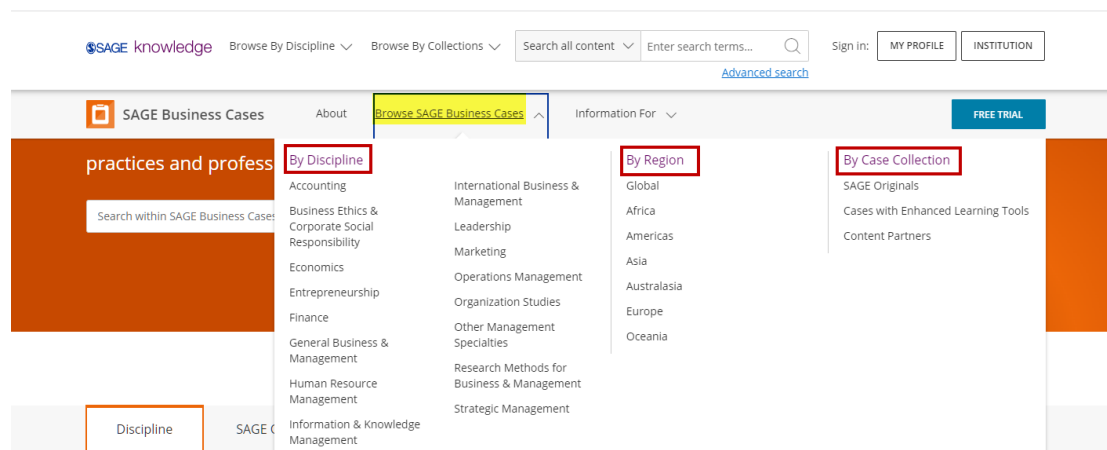 SAGE knowledge Browse By Discipline Browse By Collections Search all content Enter search terms... Sign in: MY PROFILE INSTITUTION
Advanced search
SAGE Business Cases About Browse SAGE Business Cases Information For FREE TRIAL
practices and profess
Search within SAGE Business Cases
By Discipline
Accounting
Business Ethics &
Corporate Social
Responsibility
Economics
Entrepreneurship
Finance
General Business &
Management
Human Resource
Management
Information & Knowledge
Management
International Business &
Management
Leadership
Marketing
Operations Management
Organization Studies
Other Management
Specialties
Research Methods for
Business & Management
Strategic Management
By Region
Global
Africa
Americas
Asia
Australasia
Europe
Oceania
By Case Collection
SAGE Originals
Cases with Enhanced Learning Tools
Content Partners
Discipline SAGE